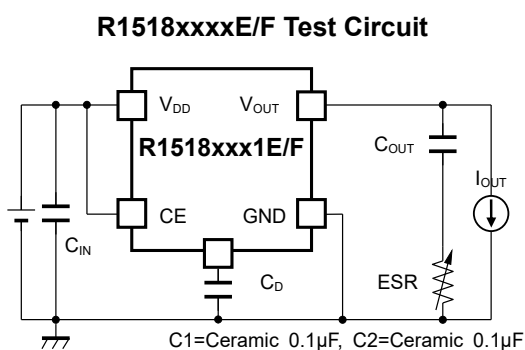 R1518xxxxE/F Test Circuit
VDD VOUT
R1518xxx1E/F
COUT
IOUT
CE GND
CIN
CD
ESR
C1=Ceramic 0.1μF, C2=Ceramic 0.1μF